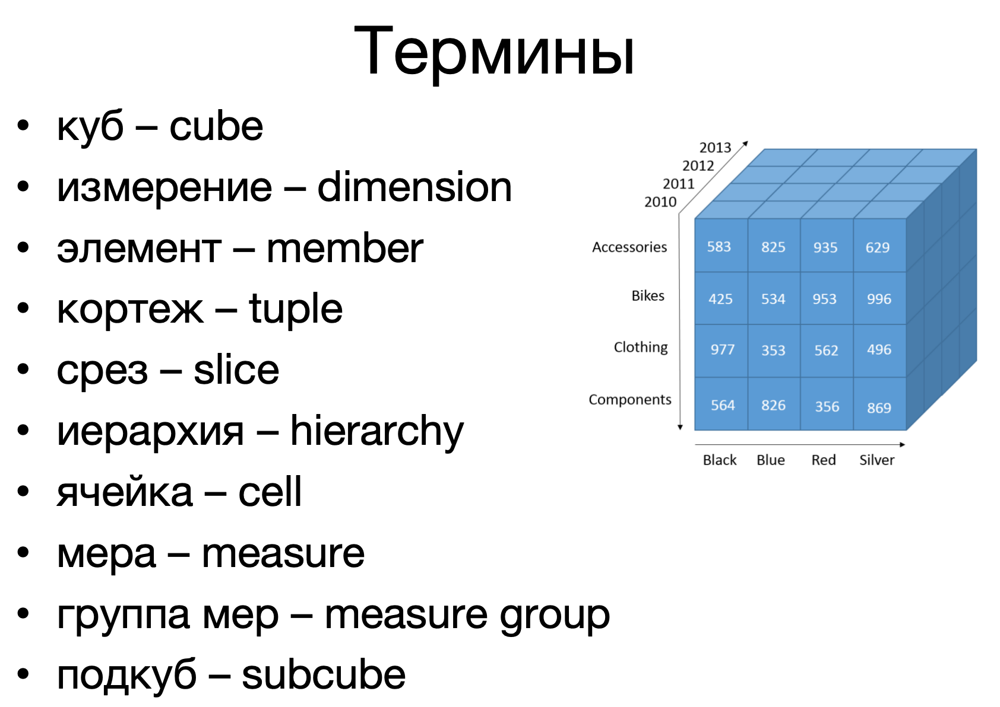 Термины
• куб – cube
• измерение – dimension
• элемент – member
• кортеж – tuple
• срез – slice
• иерархия – hierarchy
• ячейка – cell
• мера – measure
• группа мер – measure group
• подкуб – subcube
2013
2012
2011
2010
Accessories 583 825 935 629
Bikes 425 534 953 996
Clothing 977 353 562 496
Components 564 826 356 869
Black Blue Red Silver